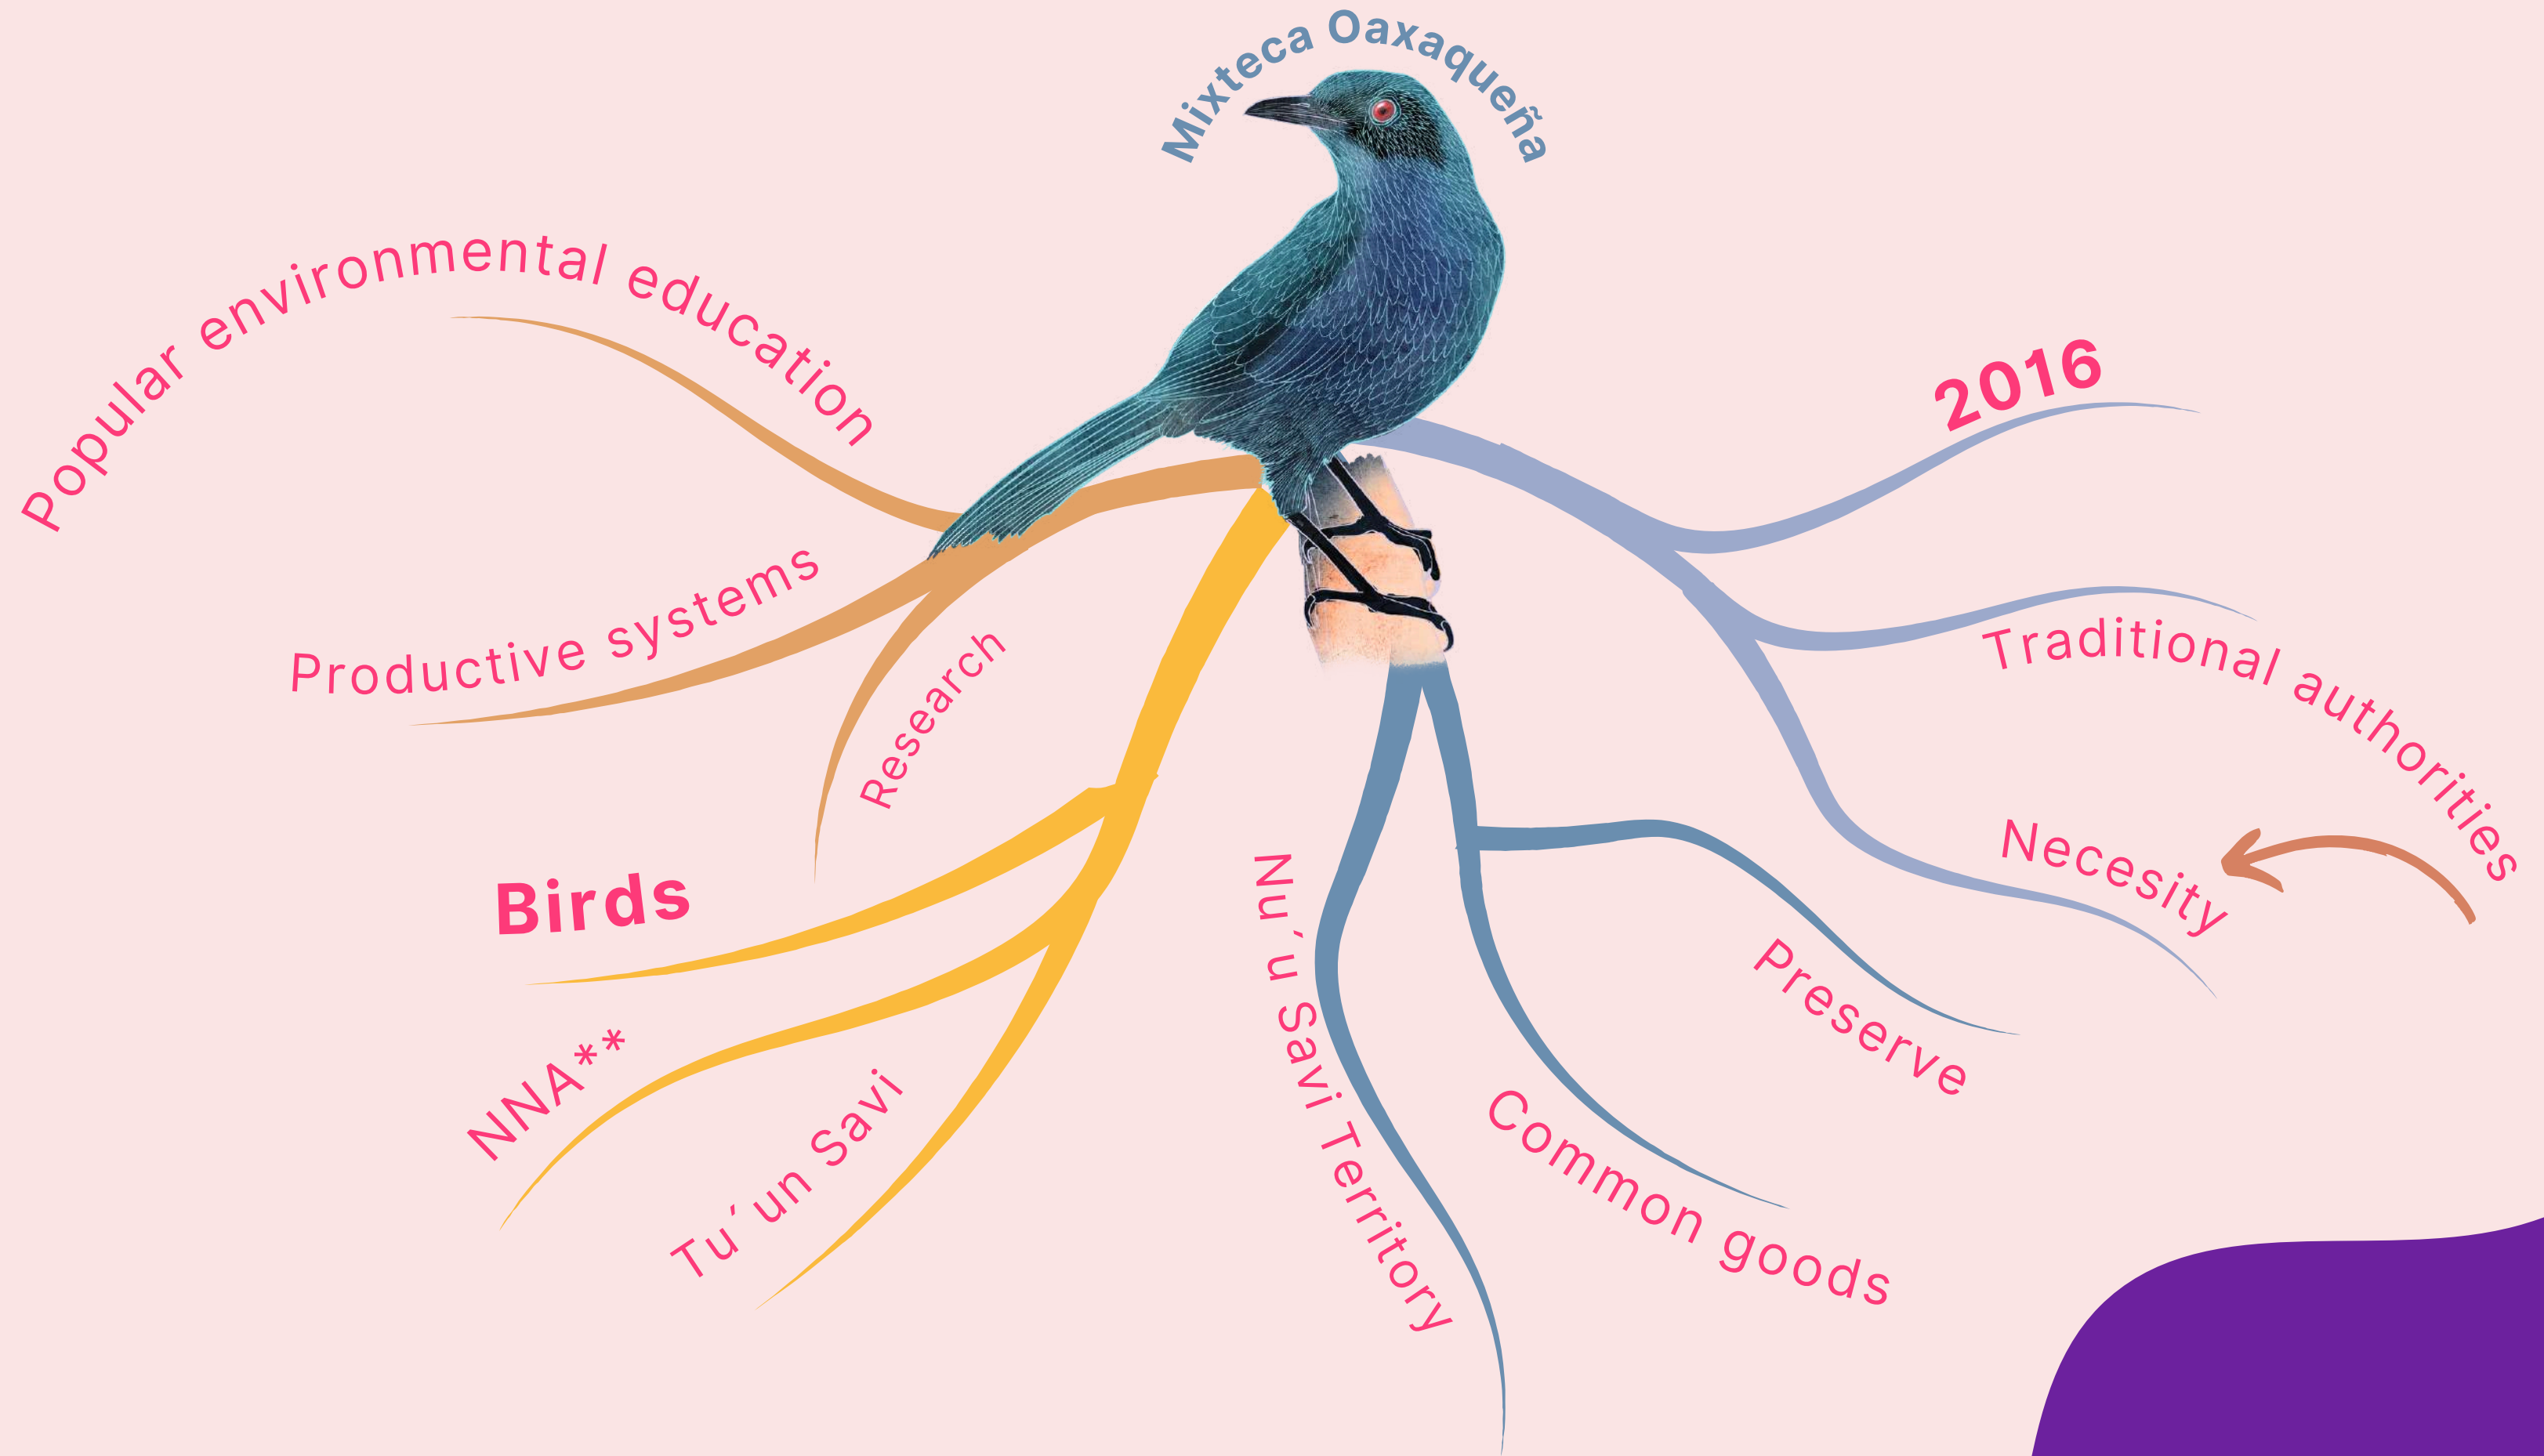 Mixteca Oaxaqueña
Popular environmental education
Productive systems
Research
Birds
NNA**
Tu´un Savi
Nu´u Savi Territory
Common goods
Preserve
2016
Traditional authorities
Necesity